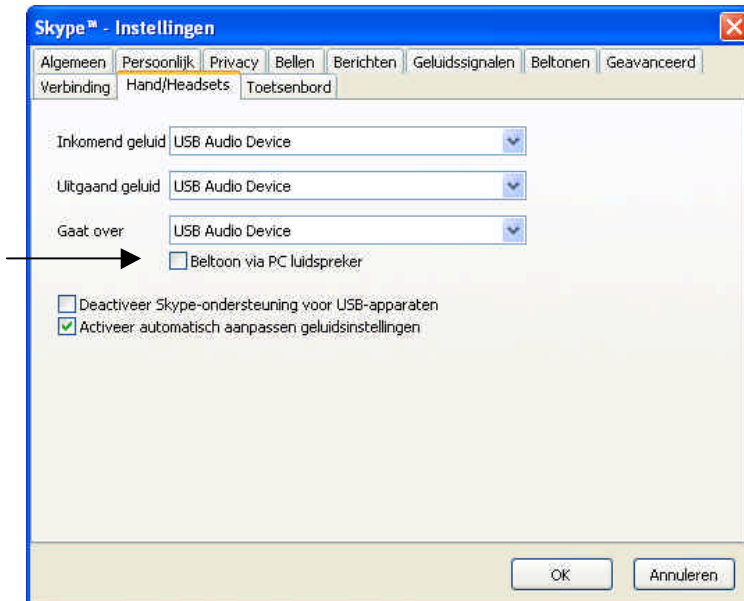 Skype™ - Instellingen
Algemeen Persoonlijk Privacy Bellen Berichten Geluidssignalen Beltonen Geavanceerd
Verbinding Hand/Headsets Toetsenbord
Inkomend geluid USB Audio Device
Uitgaand geluid USB Audio Device
Gaat over USB Audio Device
Beltoon via PC luidspreker
Deactiveer Skype-ondersteuning voor USB-apparaten
Activeer automatisch aanpassen geluidsinstellingen
OK Annuleren